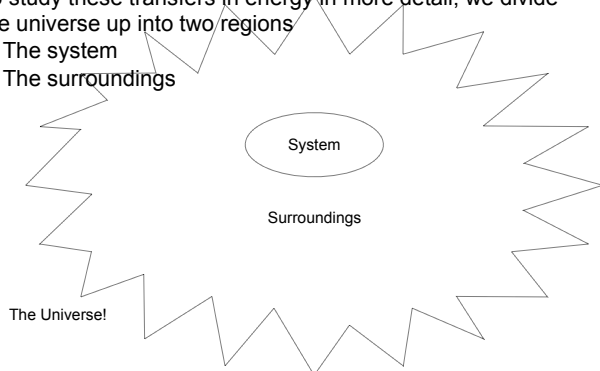 study these transfers in energy in more detail, we divide
universe up into two regions
The system
The surroundings
System
Surroundings
The Universe!